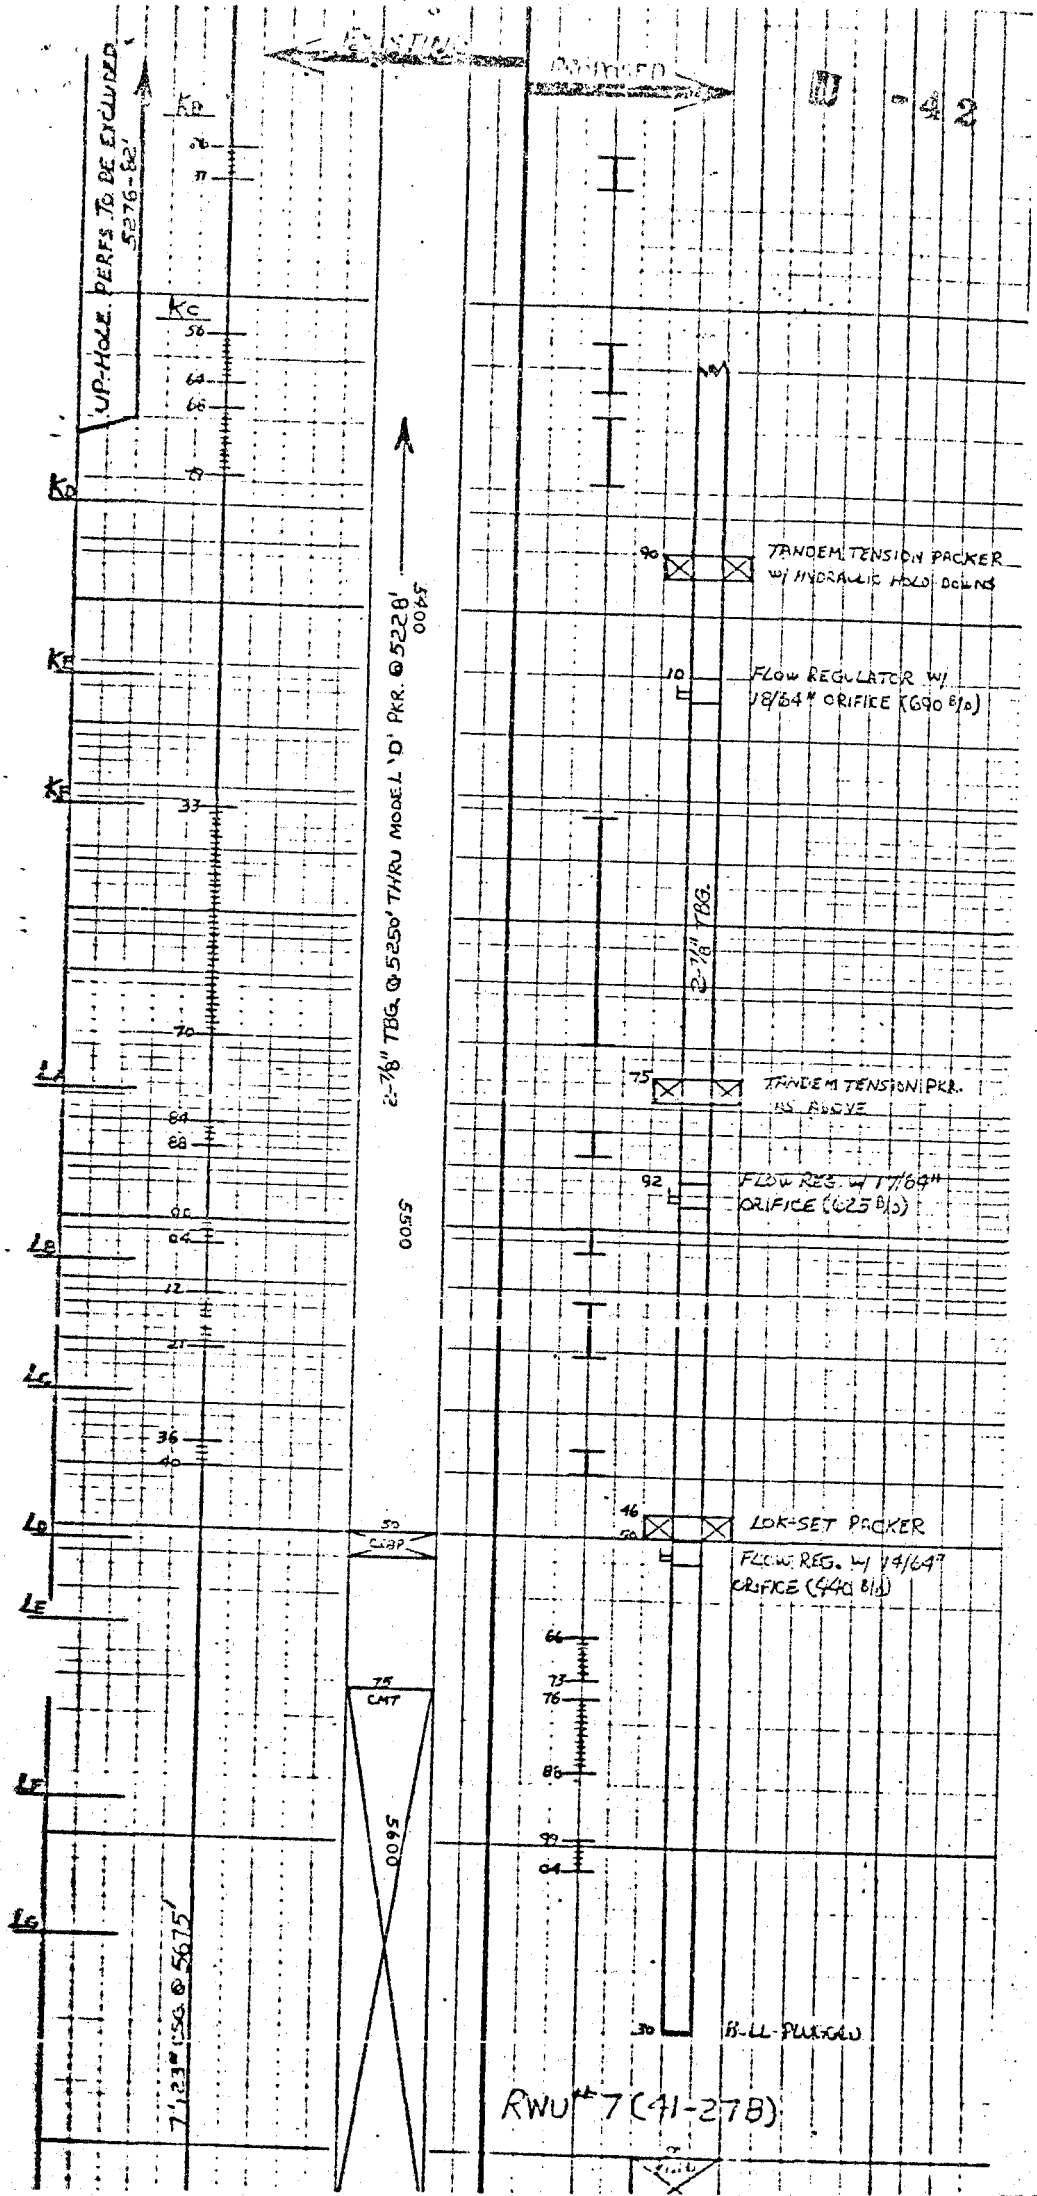 EXISTING
-42
UP-HOLE PERFS TO BE EXCLUDED
5276-82'
KB
77
KC
56
64
66
KD
2-7/8" TBG @ 5250' THRU MODEL 'D' PKR. @ 5228'
5400
90
TANDEM TENSION PACKER
W/ HYDRAULIC HOLD DOWNS
KE
10
FLOW REGULATOR W/
18/64" ORIFICE (690 B/D)
KF
33
2-7/8" TBG.
70
LA
75
TANDEM TENSION PKR.
AS ABOVE
84
88
92
FLOW REG. W/ 17/64"
ORIFICE (625 B/D)
5500
04
LB
12
21
LC
36
40
LD
50
CIBP
46
50
LOK-SET PACKER
FLOW REG. W/ 14/64"
ORIFICE (440 B/D)
LE
66
73
76
86
75
CMT
LF
5600
99
04
LG
7", 23# CSG. @ 5675'
30
BULL-PLUGGED
RWU #7 (41-27B)